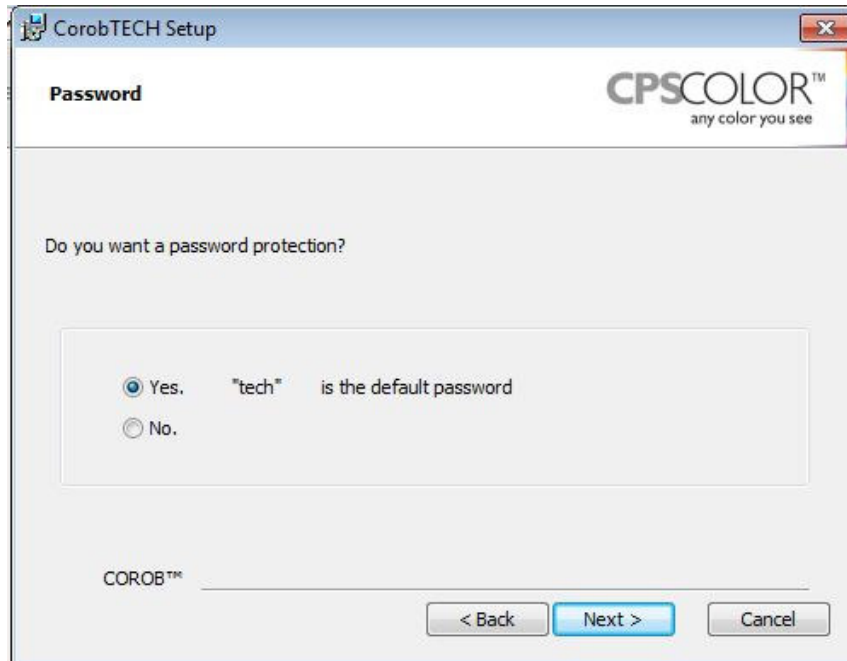 CorobTECH Setup
Password
CPSCOLOR™
any color you see
Do you want a password protection?
Yes. "tech" is the default password
No.
COROB™
< Back Next > Cancel